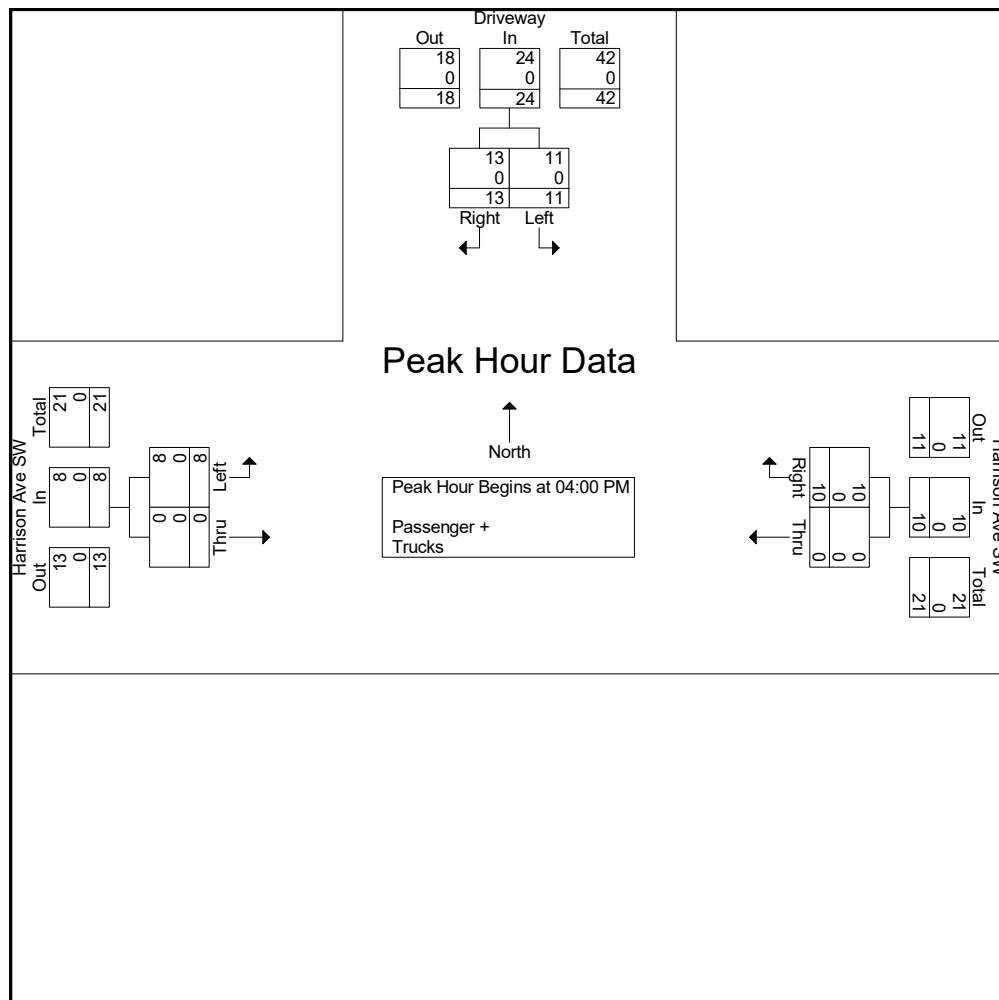 Driveway
Out In Total
18 24 42
0 0 0
18 24 42
13 11
0 0
13 11
Right Left
Peak Hour Data
North
Peak Hour Begins at 04:00 PM
Passenger +
Trucks
Harrison Ave SW
Out In Total
13 8 21
0 0 0
13 8 21
Thru Left
0 8
0 0
0 8
Harrison Ave SW
Out In Total
11 10 21
0 0 0
11 10 21
Right Thru
10 0
0 0
10 0